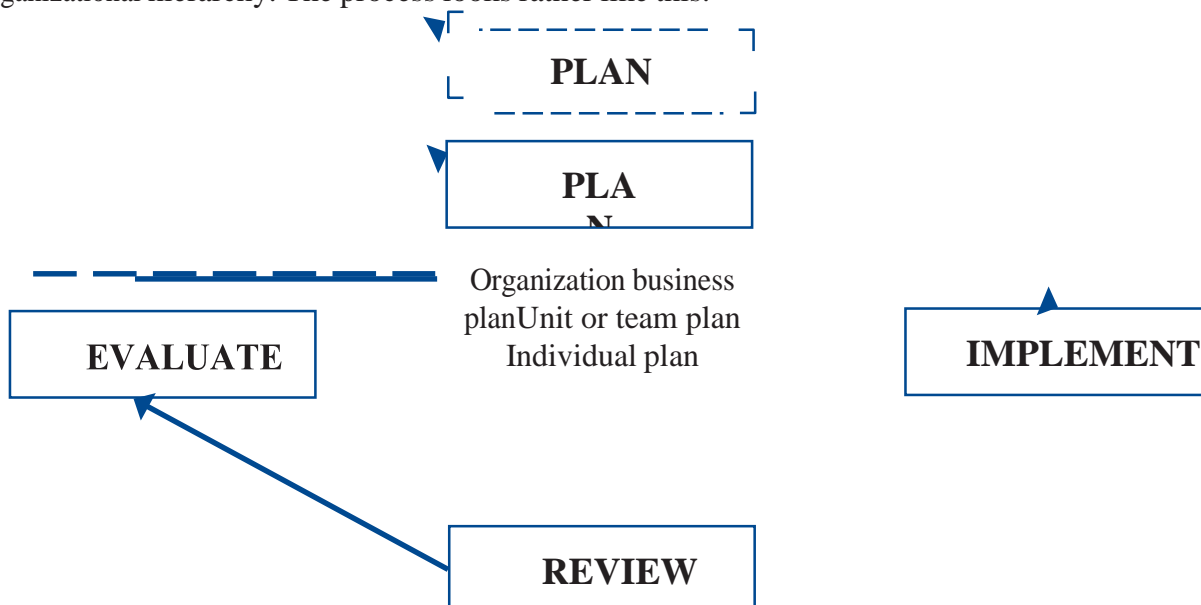 PLAN
PLA
N
Organization business
planUnit or team plan
Individual plan
EVALUATE
IMPLEMENT
REVIEW